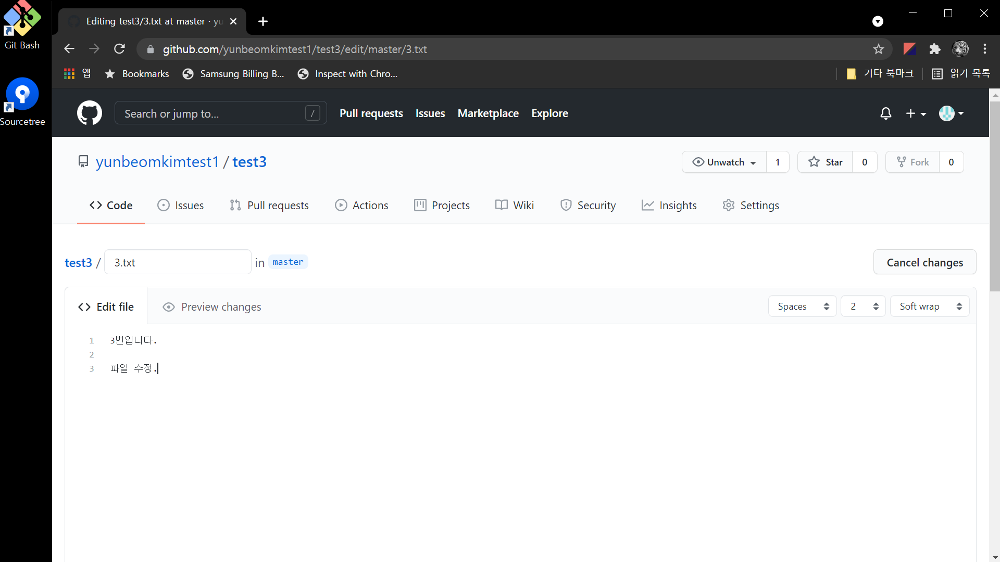 Git Bash
Sourcetree
Editing test3/3.txt at master · yu
github.com/yunbeomkimtest1/test3/edit/master/3.txt
앱 Bookmarks Samsung Billing B... Inspect with Chro... 기타 북마크 읽기 목록
Search or jump to... / Pull requests Issues Marketplace Explore
yunbeomkimtest1 / test3 Unwatch 1 Star 0 Fork 0
Code Issues Pull requests Actions Projects Wiki Security Insights Settings
test3 / 3.txt in master Cancel changes
Edit file Preview changes Spaces 2 Soft wrap
1 3번입니다.
2
3 파일 수정.